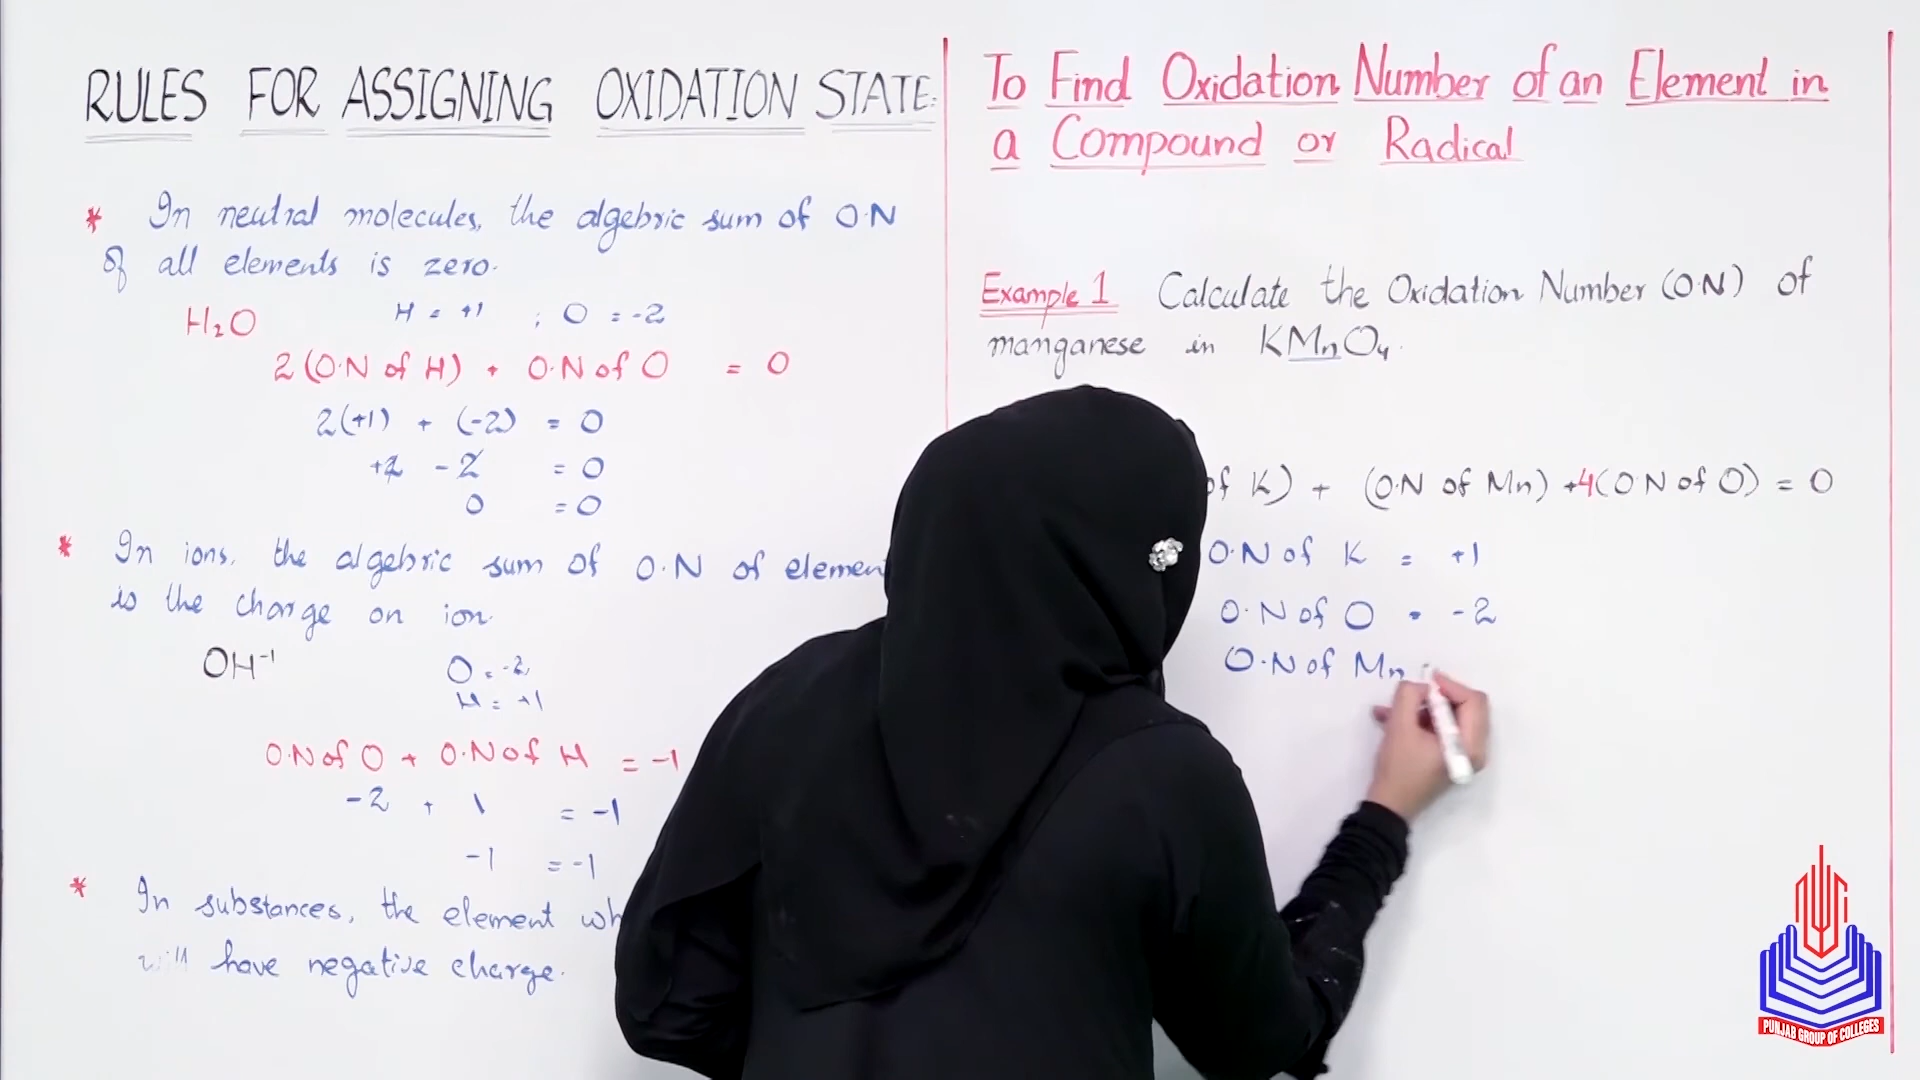 RULES FOR ASSIGNING OXIDATION STATE:
* In neutral molecules, the algebric sum of O.N
of all elements is zero.
H₂O H = +1 ; O = -2
2(O.N of H) + O.N of O = 0
2(+1) + (-2) = 0
+2 - 2 = 0
0 = 0
* In ions, the algebric sum of O.N of elemen
is the charge on ion.
OH⁻¹ O = -2
H = +1
O.N of O + O.N of H = -1
-2 + 1 = -1
-1 = -1
* In substances, the element wh
will have negative charge.
To Find Oxidation Number of an Element in
a Compound or Radical
Example 1 Calculate the Oxidation Number (O.N) of
manganese in KMnO₄.
of K) + (O.N of Mn) +4(O.N of O) = 0
O.N of K = +1
O.N of O = -2
O.N of Mn
PUNJAB GROUP OF COLLEGES